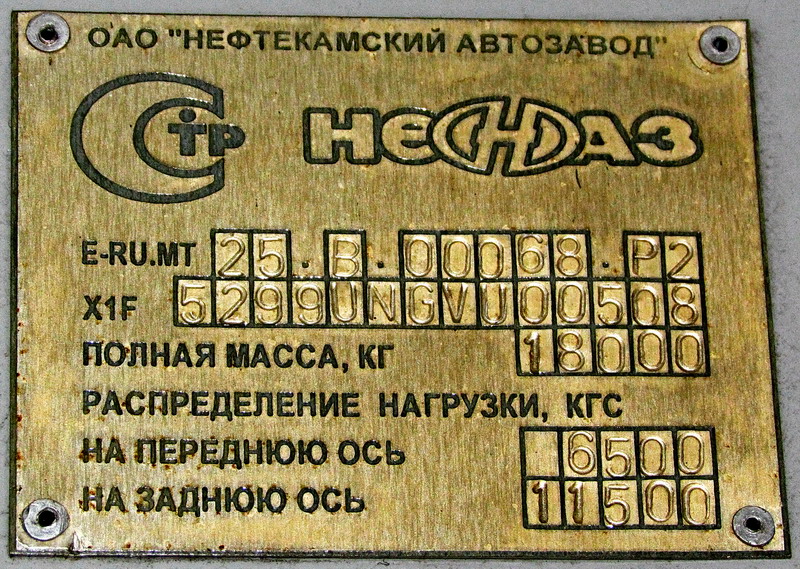 ОАО "НЕФТЕКАМСКИЙ АВТОЗАВОД"
СТР НЕФАЗ
E-RU.MT 25.В.00068.Р2
X1F 5299UNGVU00508
ПОЛНАЯ МАССА, КГ 18000
РАСПРЕДЕЛЕНИЕ НАГРУЗКИ, КГС
НА ПЕРЕДНЮЮ ОСЬ 6500
НА ЗАДНЮЮ ОСЬ 11500